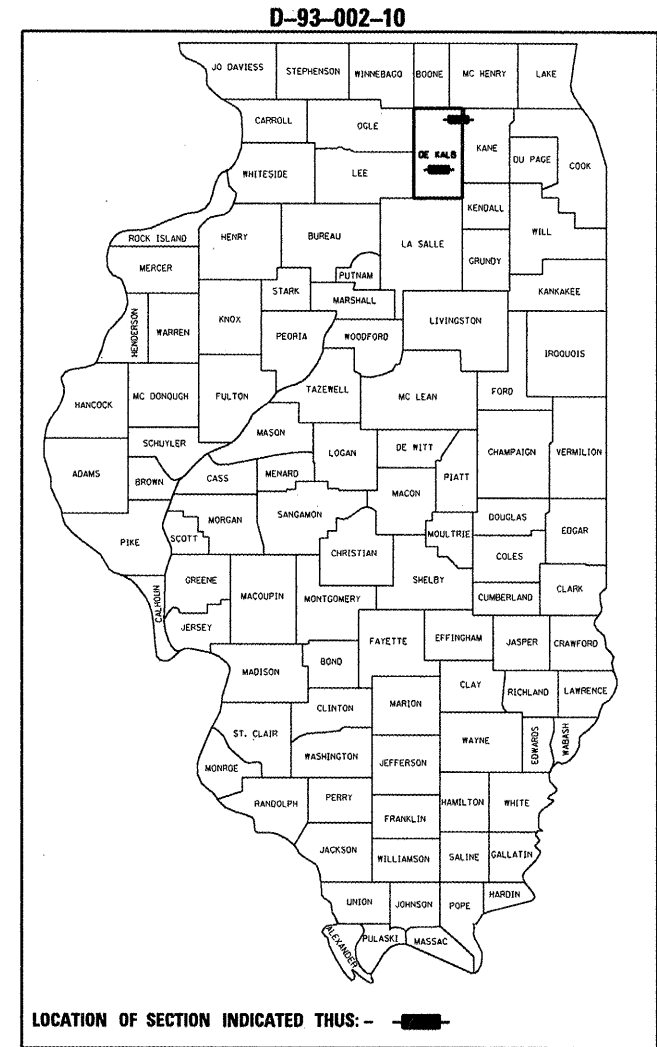 D-93-002-10
JO DAVIESS
STEPHENSON
WINNEBAGO
BOONE
MC HENRY
LAKE
CARROLL
OGLE
DE KALB
KANE
DU PAGE
COOK
WHITESIDE
LEE
KENDALL
WILL
ROCK ISLAND
HENRY
BUREAU
LA SALLE
GRUNDY
MERCER
PUTNAM
KANKAKEE
STARK
MARSHALL
HENDERSON
WARREN
KNOX
PEORIA
WOODFORD
LIVINGSTON
IROQUOIS
HANCOCK
MC DONOUGH
FULTON
TAZEWELL
MC LEAN
FORD
SCHUYLER
MASON
LOGAN
DE WITT
CHAMPAIGN
VERMILION
ADAMS
BROWN
CASS
MENARD
MACON
PIATT
PIKE
SCOTT
MORGAN
SANGAMON
CHRISTIAN
MOULTRIE
DOUGLAS
EDGAR
COLES
CALHOUN
GREENE
MACOUPIN
MONTGOMERY
SHELBY
CUMBERLAND
CLARK
JERSEY
FAYETTE
EFFINGHAM
JASPER
CRAWFORD
MADISON
BOND
CLAY
RICHLAND
LAWRENCE
CLINTON
MARION
ST. CLAIR
WASHINGTON
JEFFERSON
WAYNE
EDWARDS
WABASH
MONROE
RANDOLPH
PERRY
FRANKLIN
HAMILTON
WHITE
JACKSON
WILLIAMSON
SALINE
GALLATIN
UNION
JOHNSON
POPE
HARDIN
ALEXANDER
PULASKI
MASSAC
LOCATION OF SECTION INDICATED THUS: -